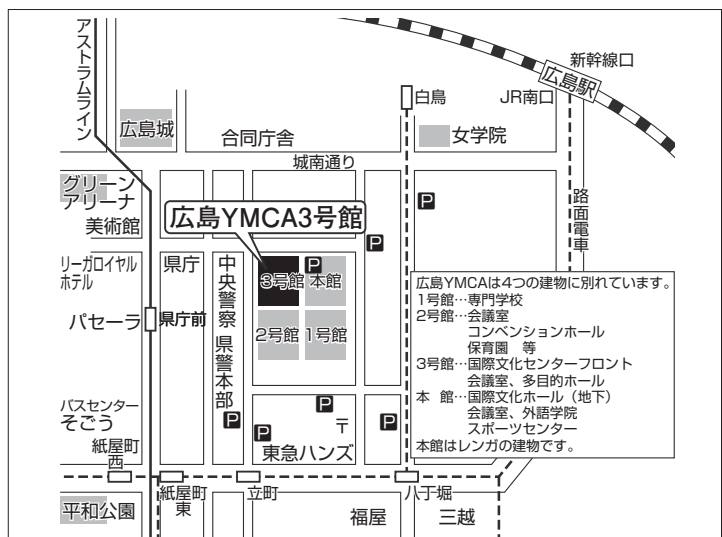 アストラムライン
新幹線口
広島駅
白島
JR南口
広島城
合同庁舎
女学院
城南通り
グリーン
アリーナ
美術館
広島YMCA3号館
P
路面電車
P
リーガロイヤル
ホテル
県庁
中央警察
県警本部
P
3号館
本館
パセーラ
県庁前
2号館
1号館
広島YMCAは4つの建物に別れています。
1号館…専門学校
2号館…会議室
コンベンションホール
保育園　等
3号館…国際文化センターフロント
会議室、多目的ホール
本　館…国際文化ホール（地下）
会議室、外語学院
スポーツセンター
本館はレンガの建物です。
バスセンター
そごう
P
P
P
〒
P
東急ハンズ
紙屋町
西
紙屋町
東
立町
八丁堀
平和公園
福屋
三越